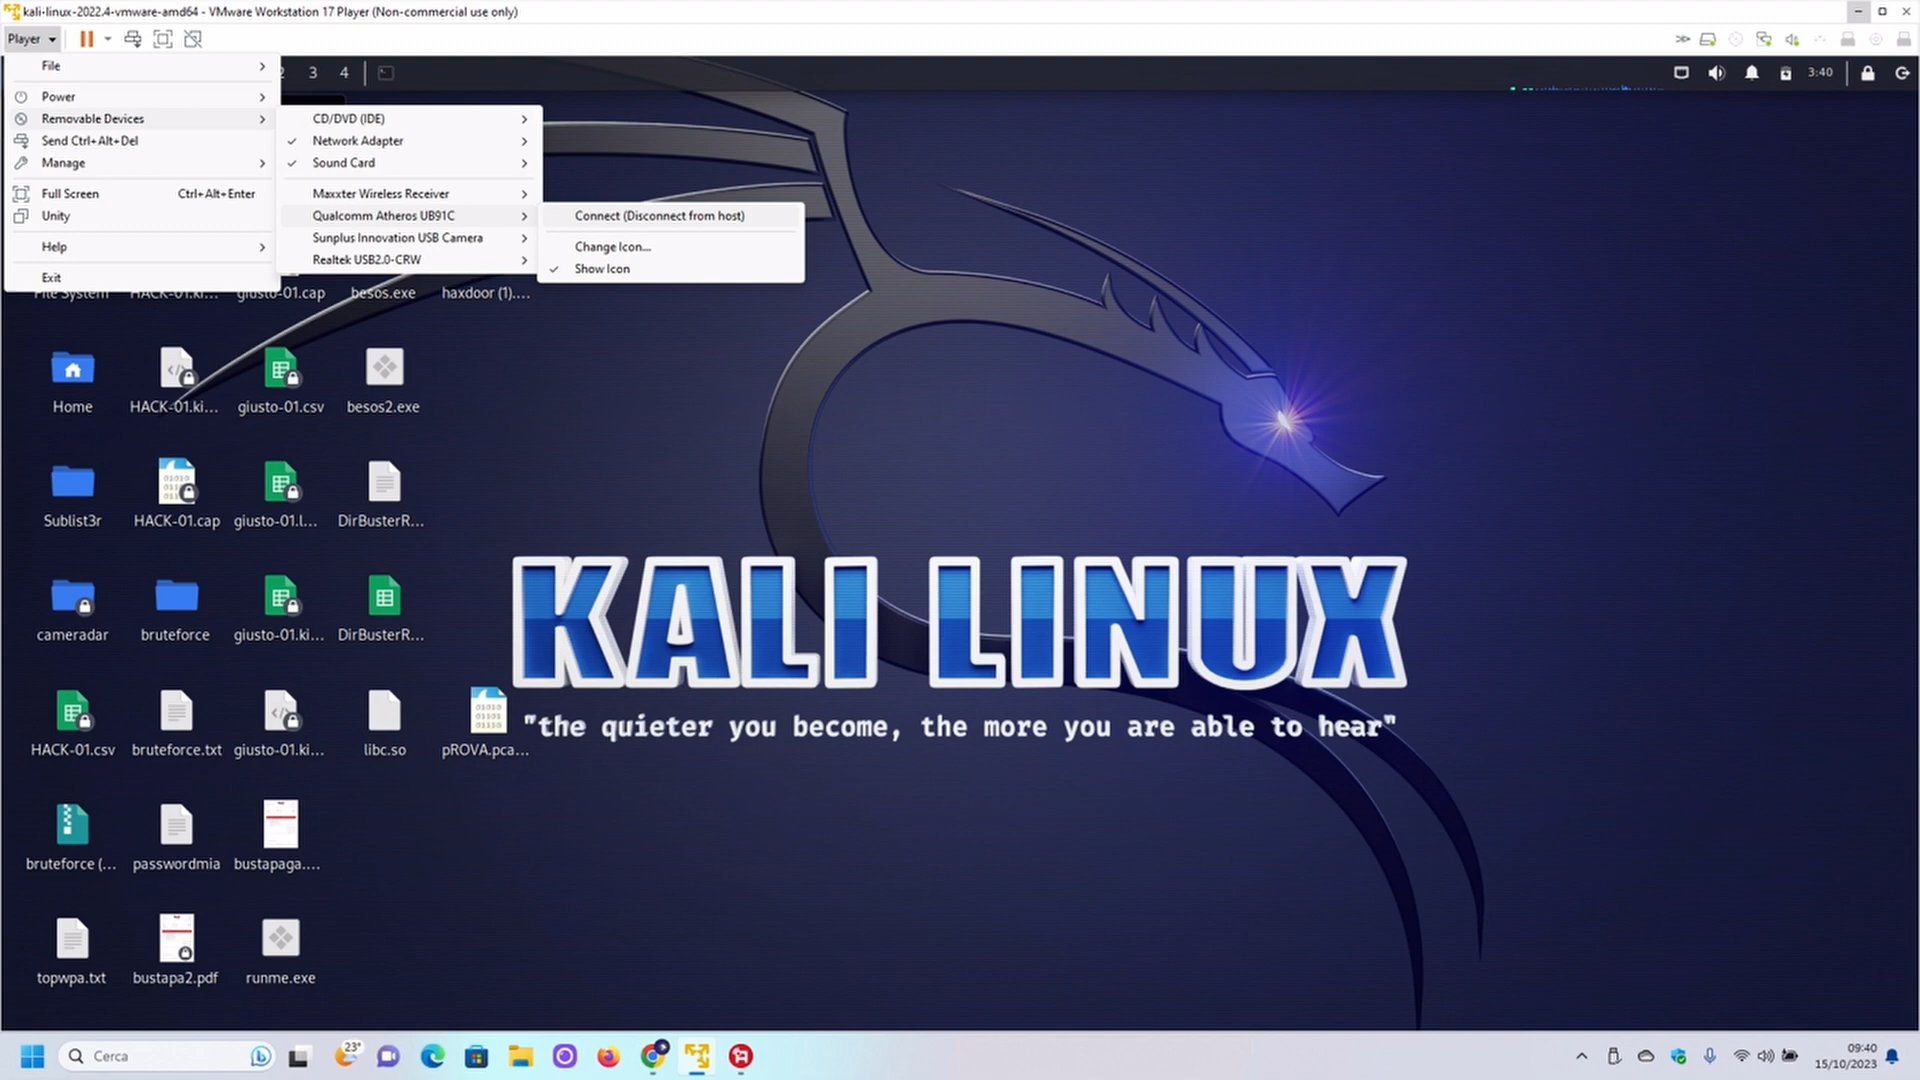 kali-linux-2022.4-vmware-amd64 - VMware Workstation 17 Player (Non-commercial use only)
Player
File
2 3 4
3:40
Power
Removable Devices
CD/DVD (IDE)
Send Ctrl+Alt+Del
Network Adapter
Manage
Sound Card
Full Screen Ctrl+Alt+Enter
Maxxter Wireless Receiver
Unity
Qualcomm Atheros UB91C
Connect (Disconnect from host)
Sunplus Innovation USB Camera
Help
Change Icon...
Realtek USB2.0-CRW
Show Icon
Exit
File System HACK-01.ki... giusto-01.cap besos.exe haxdoor (1)....
Home HACK-01.ki... giusto-01.csv besos2.exe
Sublist3r HACK-01.cap giusto-01.l... DirBusterR...
cameradar bruteforce giusto-01.ki... DirBusterR...
KALI LINUX
"the quieter you become, the more you are able to hear"
HACK-01.csv bruteforce.txt giusto-01.ki... libc.so pROVA.pca...
bruteforce (... passwordmia bustapaga....
topwpa.txt bustapa2.pdf runme.exe
Cerca
23°
09:40
15/10/2023